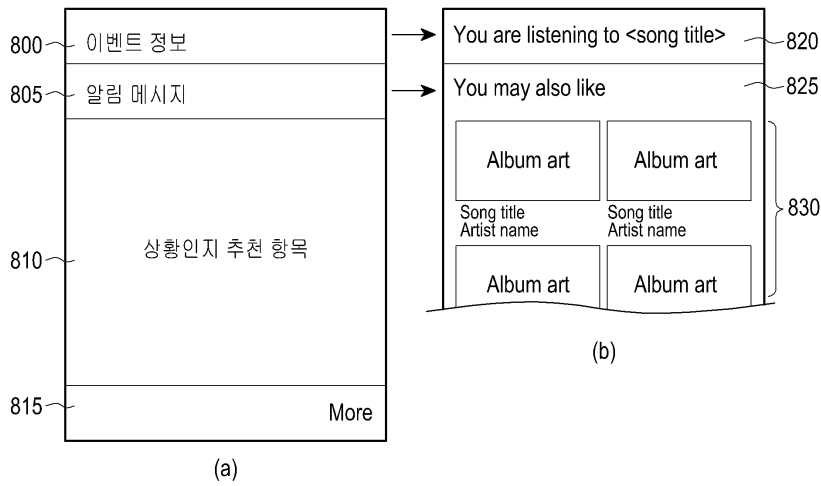 800
이벤트 정보
805
알림 메시지
810
상황인지 추천 항목
815
More
(a)
You are listening to <song title>
820
You may also like
825
Album art
Album art
Song title
Artist name
Song title
Artist name
830
Album art
Album art
(b)